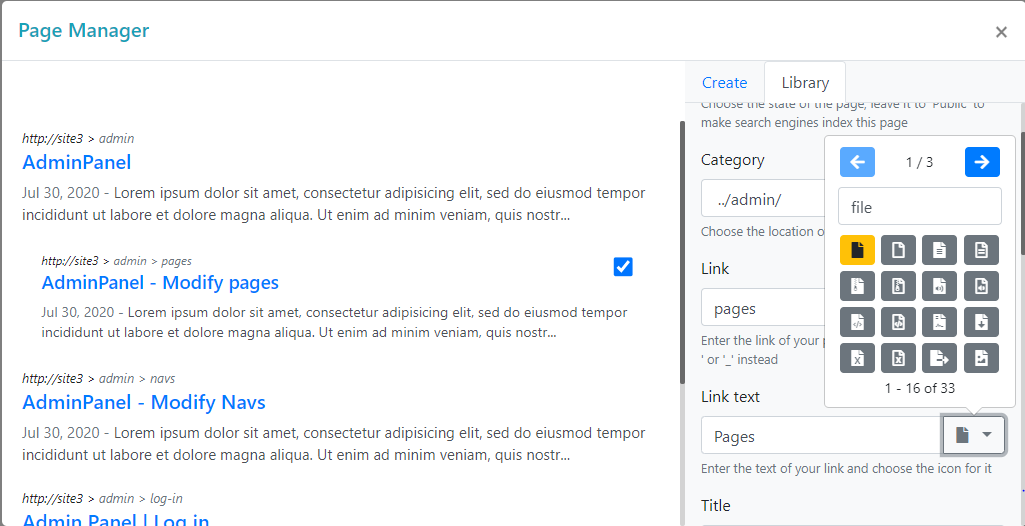 Page Manager
×
http://site3 > admin
AdminPanel
Jul 30, 2020 - Lorem ipsum dolor sit amet, consectetur adipisicing elit, sed do eiusmod tempor
incididunt ut labore et dolore magna aliqua. Ut enim ad minim veniam, quis nostr...
http://site3 > admin > pages
AdminPanel - Modify pages
Jul 30, 2020 - Lorem ipsum dolor sit amet, consectetur adipisicing elit, sed do eiusmod tempor
incididunt ut labore et dolore magna aliqua. Ut enim ad minim veniam, quis nostr...
http://site3 > admin > navs
AdminPanel - Modify Navs
Jul 30, 2020 - Lorem ipsum dolor sit amet, consectetur adipisicing elit, sed do eiusmod tempor
incididunt ut labore et dolore magna aliqua. Ut enim ad minim veniam, quis nostr...
http://site3 > admin > log-in
Admin Panel | Log in
Create
Library
Choose the state of the page, leave it to 'Public' to
make search engines index this page
Category
../admin/
Choose the location o
Link
pages
Enter the link of your p
' or '_' instead
Link text
Pages
Enter the text of your link and choose the icon for it
Title
1 / 3
file
1 - 16 of 33